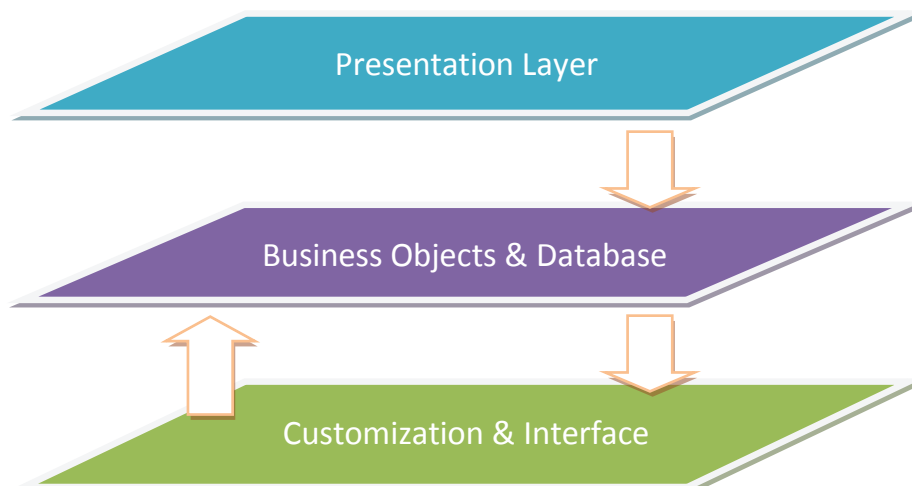 Presentation Layer
Business Objects & Database
Customization & Interface